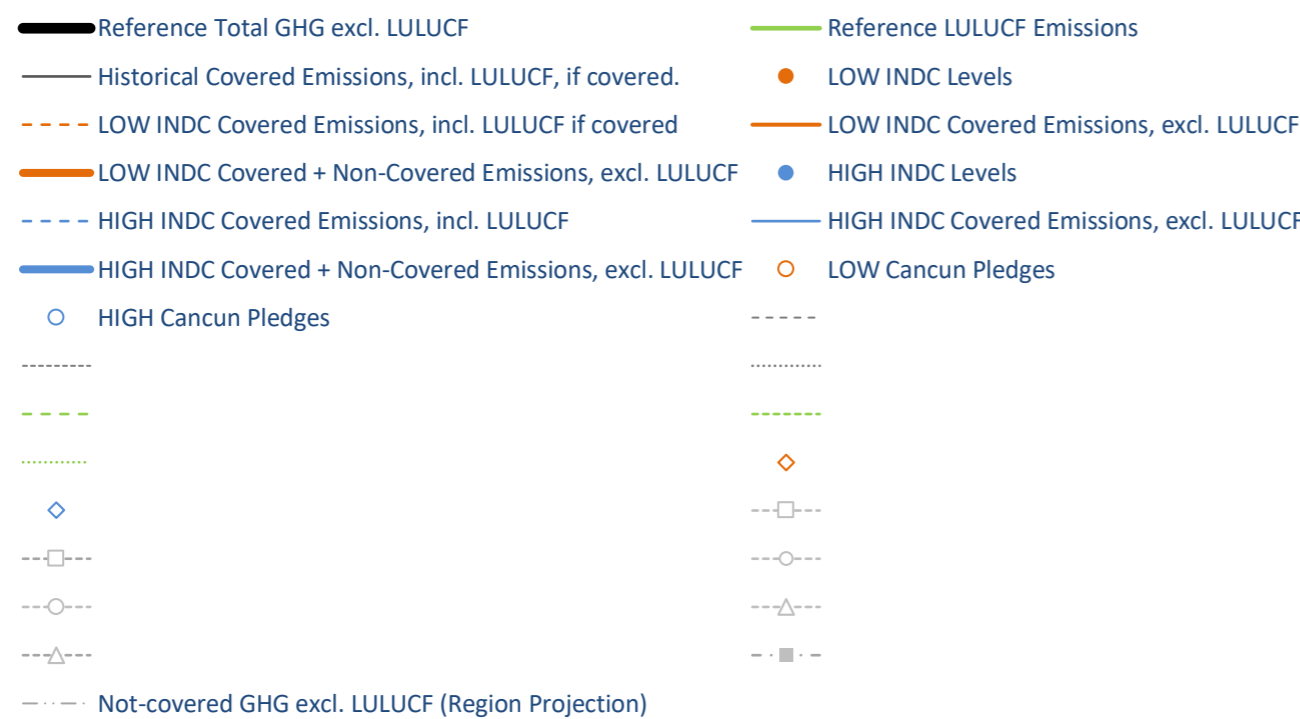 Reference Total GHG excl. LULUCF
Reference LULUCF Emissions
Historical Covered Emissions, incl. LULUCF, if covered.
LOW INDC Levels
LOW INDC Covered Emissions, incl. LULUCF if covered
LOW INDC Covered Emissions, excl. LULUCF
LOW INDC Covered + Non-Covered Emissions, excl. LULUCF
HIGH INDC Levels
HIGH INDC Covered Emissions, incl. LULUCF
HIGH INDC Covered Emissions, excl. LULUCF
HIGH INDC Covered + Non-Covered Emissions, excl. LULUCF
LOW Cancun Pledges
HIGH Cancun Pledges
Not-covered GHG excl. LULUCF (Region Projection)